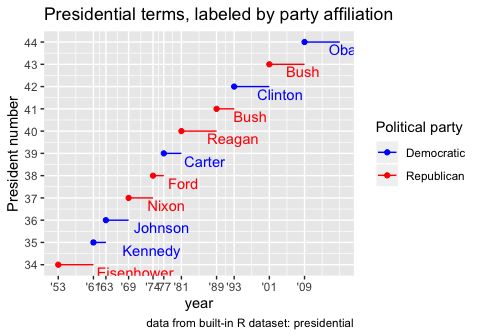 Presidential terms, labeled by party affiliation
44
43
42
41
40
39
38
37
36
35
34
President number
Oba
Bush
Clinton
Bush
Reagan
Carter
Ford
Nixon
Johnson
Kennedy
Eisenhower
'53 '61 '63 '69 '74 '77 '81 '89 '93 '01 '09
year
Political party
Democratic
Republican
data from built-in R dataset: presidential